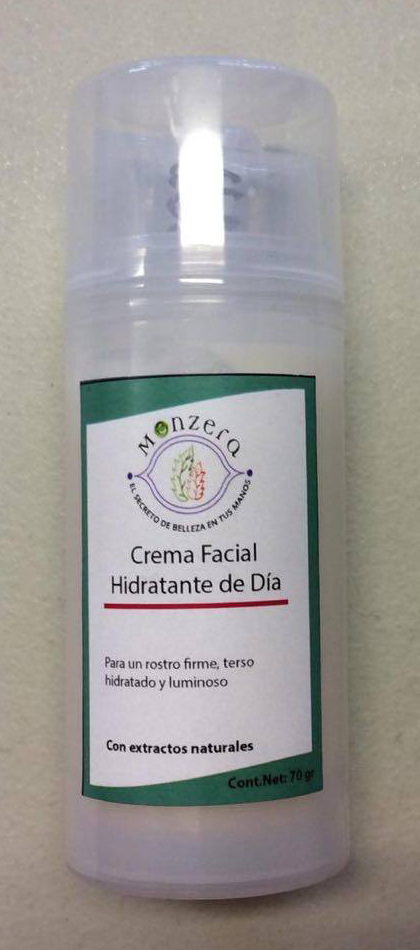 Monzera
EL SECRETO DE BELLEZA EN TUS MANOS
Crema Facial
Hidratante de Día
Para un rostro firme, terso
hidratado y luminoso
Con extractos naturales
Cont.Net: 70 gr